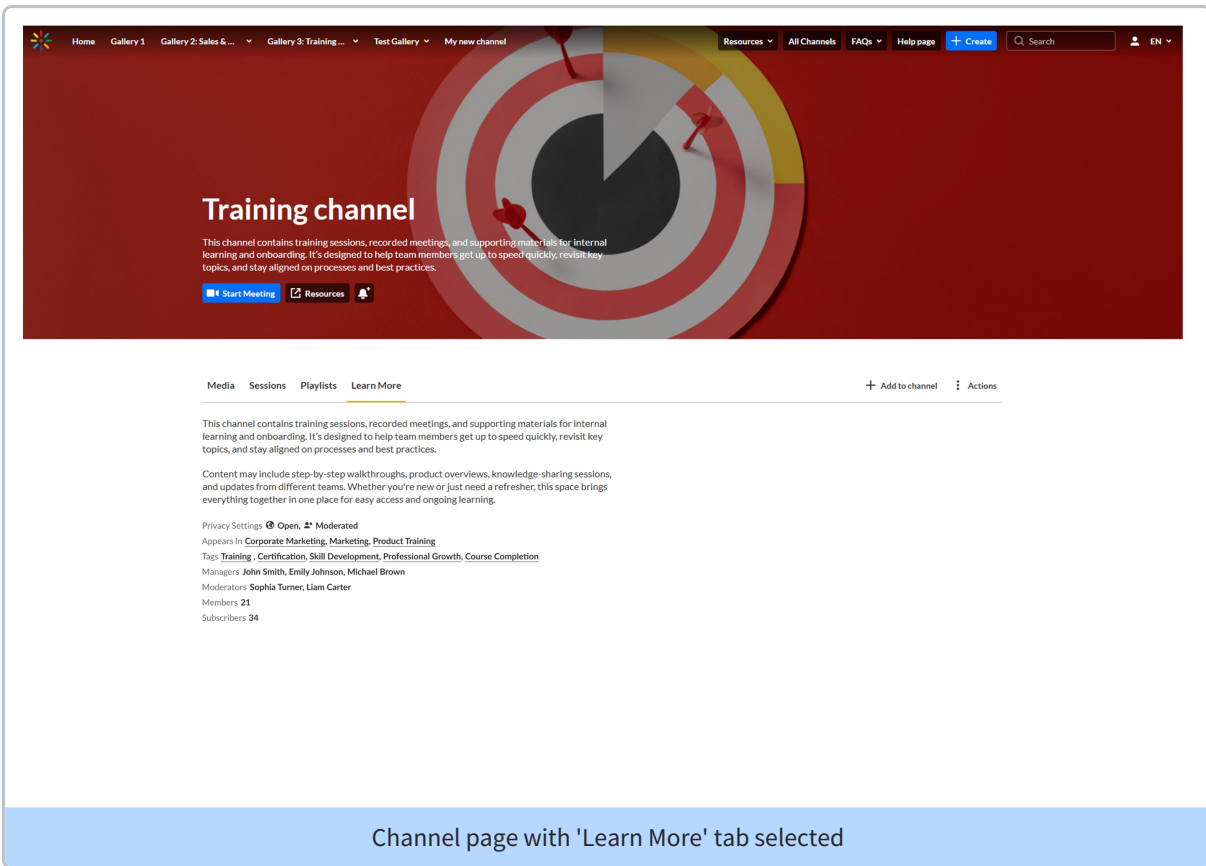 Home Gallery 1 Gallery 2: Sales & ... Gallery 3: Training ... Test Gallery My new channel Resources All Channels FAQs Help page + Create Search EN
Training channel
This channel contains training sessions, recorded meetings, and supporting materials for internal
learning and onboarding. It's designed to help team members get up to speed quickly, revisit key
topics, and stay aligned on processes and best practices.
Start Meeting Resources
Media Sessions Playlists Learn More + Add to channel Actions
This channel contains training sessions, recorded meetings, and supporting materials for internal
learning and onboarding. It's designed to help team members get up to speed quickly, revisit key
topics, and stay aligned on processes and best practices.
Content may include step-by-step walkthroughs, product overviews, knowledge-sharing sessions,
and updates from different teams. Whether you're new or just need a refresher, this space brings
everything together in one place for easy access and ongoing learning.
Privacy Settings Open, Moderated
Appears In Corporate Marketing, Marketing, Product Training
Tags Training , Certification, Skill Development, Professional Growth, Course Completion
Managers John Smith, Emily Johnson, Michael Brown
Moderators Sophia Turner, Liam Carter
Members 21
Subscribers 34
Channel page with 'Learn More' tab selected